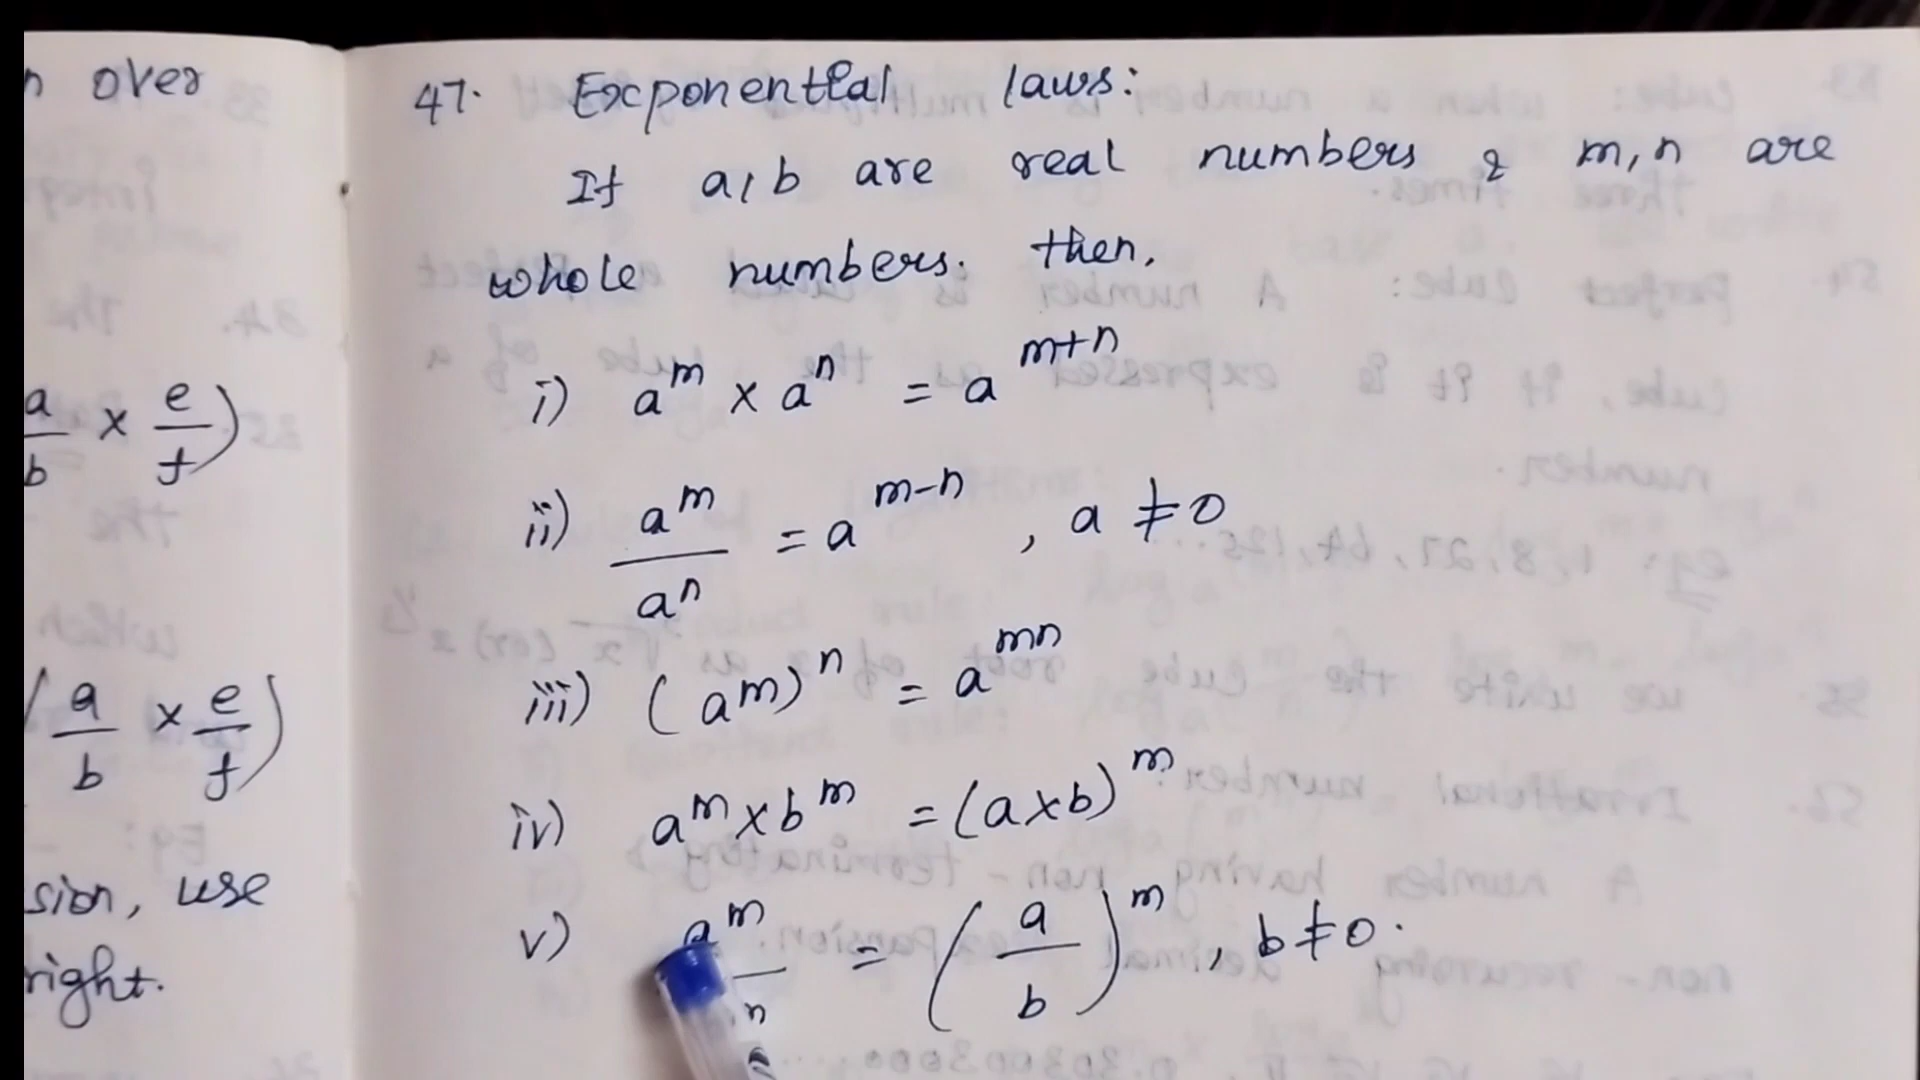 n over
a/b × e/f)
(a/b × e/f)
sion, use
right.
47. Exponential laws:
If a, b are real numbers & m, n are
whole numbers. then,
i) a^m × a^n = a^(m+n)
ii) a^m / a^n = a^(m-n) , a ≠ 0
iii) (a^m)^n = a^(mn)
iv) a^m × b^m = (a×b)^m
v) a^m / = (a/b)^m , b ≠ 0.